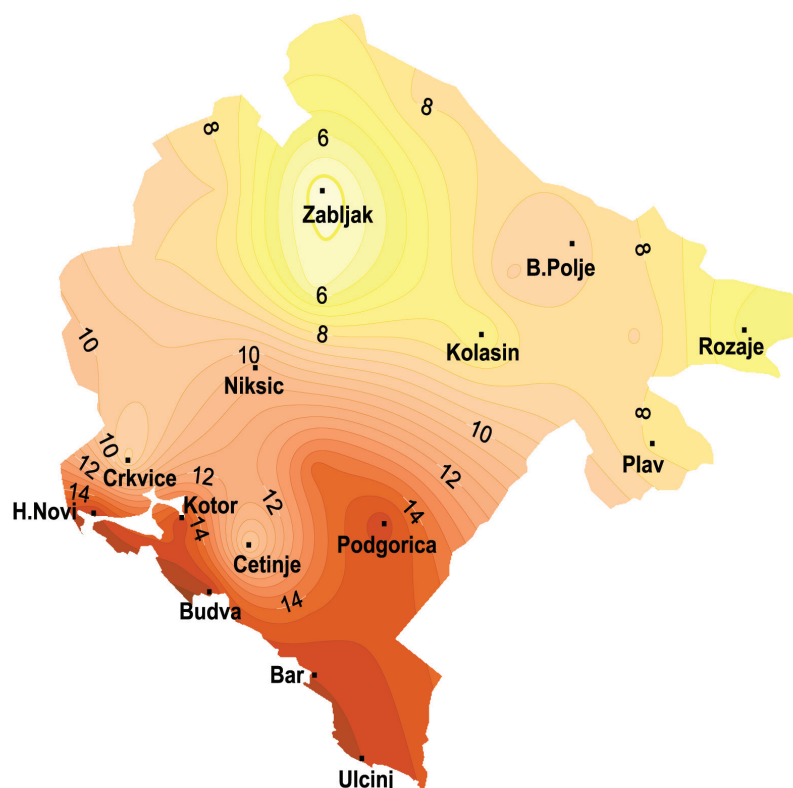 8
8
6
Zabljak
B.Polje
8
6
8
10
Kolasin
Rozaje
10
Niksic
8
10
Plav
10
12
12
12
Crkvice
14
Kotor
12
H.Novi
14
14
Podgorica
Cetinje
14
Budva
Bar
Ulcinj